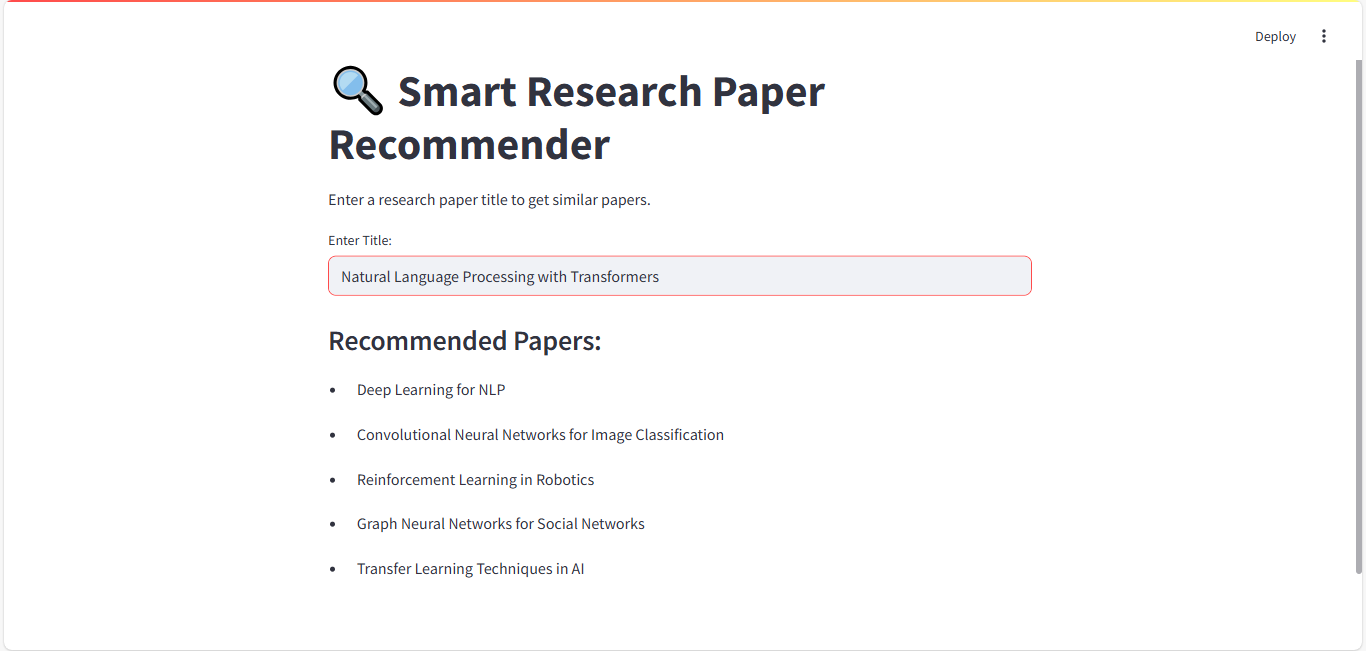 Deploy
Smart Research Paper
Recommender
Enter a research paper title to get similar papers.
Enter Title:
Natural Language Processing with Transformers
Recommended Papers:
• Deep Learning for NLP
• Convolutional Neural Networks for Image Classification
• Reinforcement Learning in Robotics
• Graph Neural Networks for Social Networks
• Transfer Learning Techniques in AI